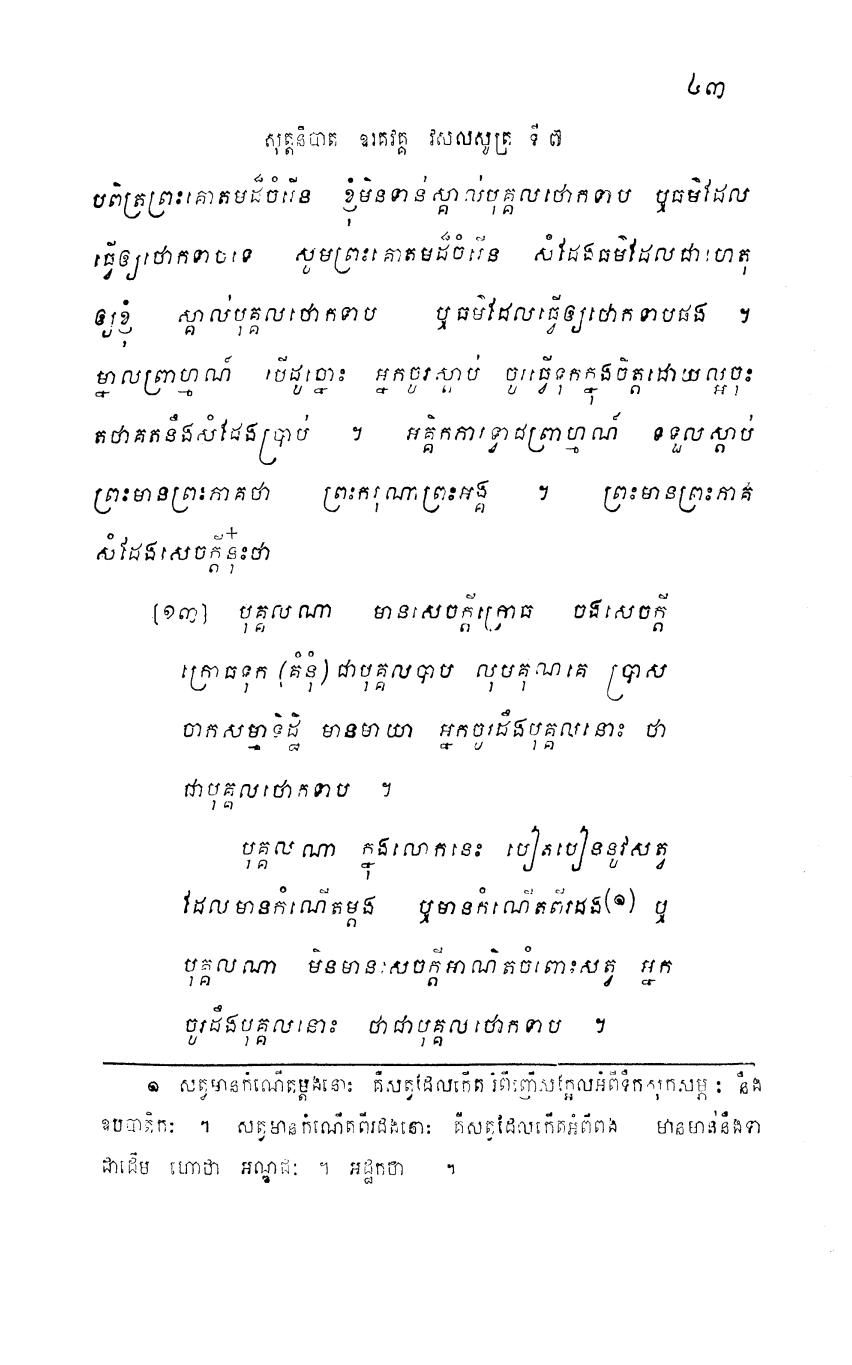 ៤៣
សុត្តនិបាត ឧរគវគ្គ វសលសូត្រ ទី ៧
បពិត្រព្រះគោតមដ៏ចំរើន ខ្ញុំមិនទាន់ស្គាល់បុគ្គលថោកទាប ឬធម៌ដែល
ធ្វើឲ្យថោកទាបទេ សូមព្រះគោតមដ៏ចំរើន សំដែងធម៌ដែលជាហេតុ
ឲ្យខ្ញុំ ស្គាល់បុគ្គលថោកទាប ឬធម៌ដែលធ្វើឲ្យថោកទាបផង ។
ម្នាលព្រាហ្មណ៍ បើដូច្នោះ អ្នកចូរស្តាប់ ចូរធ្វើទុកក្នុងចិត្តដោយល្អចុះ
តថាគតនឹងសំដែងប្រាប់ ។ អគ្គិកភារទ្វាជព្រាហ្មណ៍ ទទួលស្តាប់
ព្រះមានព្រះភាគថា ព្រះករុណាព្រះអង្គ ។ ព្រះមានព្រះភាគ
សំដែងសេចក្តីនុ៎ះថា
[១៣] បុគ្គលណា មានសេចក្តីក្រោធ ចងសេចក្តី
ក្រោធទុក (គំនុំ) ជាបុគ្គលបាប លុបគុណគេ ប្រាស
ចាកសម្មាទិដ្ឋិ មានមាយា អ្នកចូរដឹងបុគ្គលនោះ ថា
ជាបុគ្គលថោកទាប ។
បុគ្គលណា ក្នុងលោកនេះ បៀតបៀននូវសត្វ
ដែលមានកំណើតម្តង ឬមានកំណើតពីរដង(១) ឬ
បុគ្គលណា មិនមានសេចក្តីអាណិតចំពោះសត្វ អ្នក
ចូរដឹងបុគ្គលនោះ ថាជាបុគ្គលថោកទាប ។
១ សត្វមានកំណើតម្តងនោះ គឺសត្វដែលកើត អំពីញើសក្អែលអំពីទឹកសុកសម្ភុះ នឹង
ឧបបាតិកៈ ។ សត្វមានកំណើតពីរដងនោះ គឺសត្វដែលកើតអំពីពង មានមាន់នឹងទា
ជាដើម ហៅថា អណ្ឌជៈ ។ អដ្ឋកថា ។